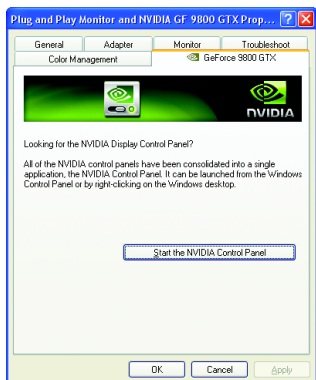 Plug and Play Monitor and NVIDIA GF 9800 GTX Prop...
General Adapter Monitor Troubleshoot
Color Management GeForce 9800 GTX
NVIDIA
Looking for the NVIDIA Display Control Panel?
All of the NVIDIA control panels have been consolidated into a single
application, the NVIDIA Control Panel. It can be launched from the Windows
Control Panel or by right-clicking on the Windows desktop.
Start the NVIDIA Control Panel
OK Cancel Apply